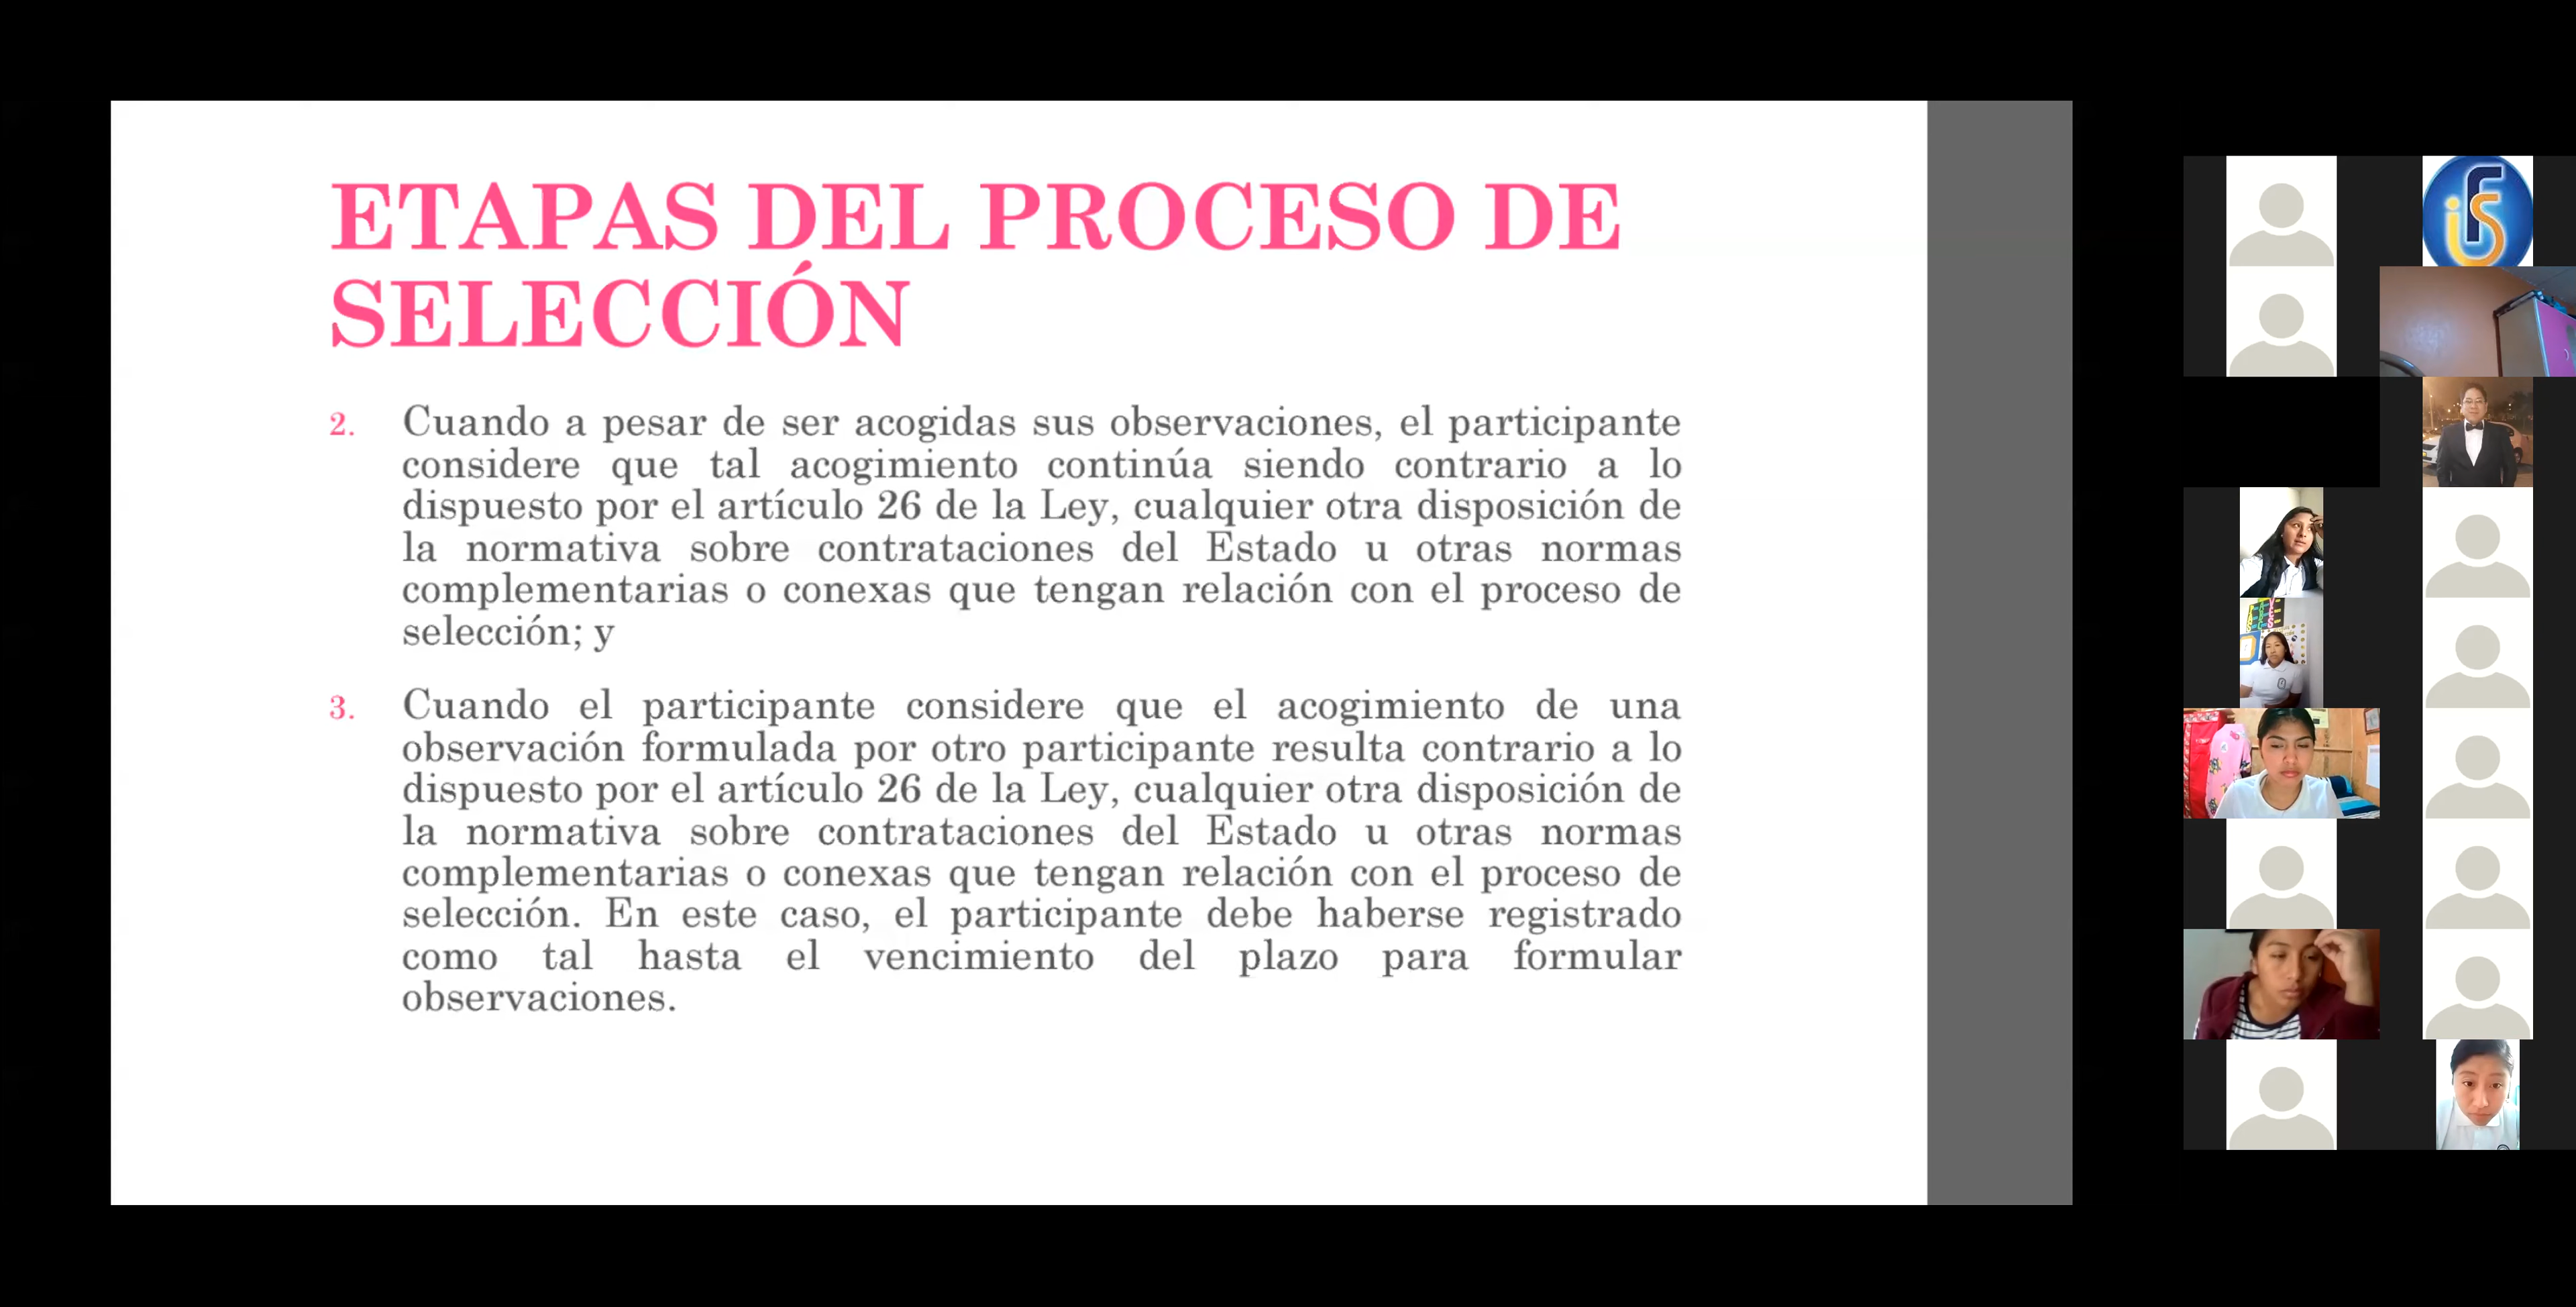 ETAPAS DEL PROCESO DE
SELECCIÓN
2. Cuando a pesar de ser acogidas sus observaciones, el participante
considere que tal acogimiento continúa siendo contrario a lo
dispuesto por el artículo 26 de la Ley, cualquier otra disposición de
la normativa sobre contrataciones del Estado u otras normas
complementarias o conexas que tengan relación con el proceso de
selección; y
3. Cuando el participante considere que el acogimiento de una
observación formulada por otro participante resulta contrario a lo
dispuesto por el artículo 26 de la Ley, cualquier otra disposición de
la normativa sobre contrataciones del Estado u otras normas
complementarias o conexas que tengan relación con el proceso de
selección. En este caso, el participante debe haberse registrado
como tal hasta el vencimiento del plazo para formular
observaciones.